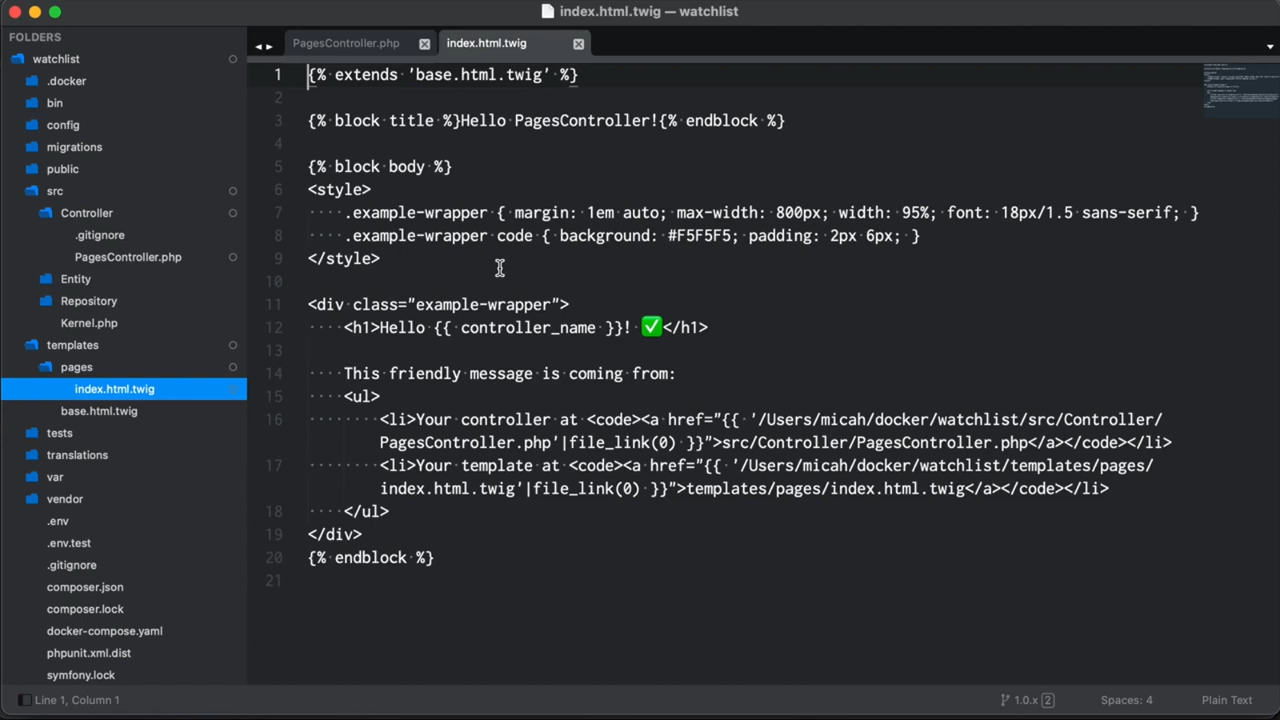 index.html.twig — watchlist
FOLDERS
watchlist
.docker
bin
config
migrations
public
src
Controller
.gitignore
PagesController.php
Entity
Repository
Kernel.php
templates
pages
index.html.twig
base.html.twig
tests
translations
var
vendor
.env
.env.test
.gitignore
composer.json
composer.lock
docker-compose.yaml
phpunit.xml.dist
symfony.lock
PagesController.php
index.html.twig
1 {% extends 'base.html.twig' %}
2
3 {% block title %}Hello PagesController!{% endblock %}
4
5 {% block body %}
6 <style>
7 .example-wrapper { margin: 1em auto; max-width: 800px; width: 95%; font: 18px/1.5 sans-serif; }
8 .example-wrapper code { background: #F5F5F5; padding: 2px 6px; }
9 </style>
10
11 <div class="example-wrapper">
12 <h1>Hello {{ controller_name }}! ✅</h1>
13
14 This friendly message is coming from:
15 <ul>
16 <li>Your controller at <code><a href="{{ '/Users/micah/docker/watchlist/src/Controller/
PagesController.php'|file_link(0) }}">src/Controller/PagesController.php</a></code></li>
17 <li>Your template at <code><a href="{{ '/Users/micah/docker/watchlist/templates/pages/
index.html.twig'|file_link(0) }}">templates/pages/index.html.twig</a></code></li>
18 </ul>
19 </div>
20 {% endblock %}
21
Line 1, Column 1
1.0.x 2
Spaces: 4
Plain Text